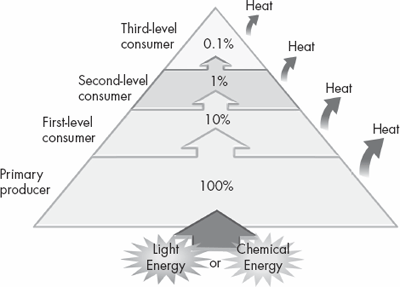 Third-level
consumer
0.1%
Heat
Second-level
consumer
1%
Heat
First-level
consumer
10%
Heat
Primary
producer
100%
Heat
Light
Energy
or
Chemical
Energy